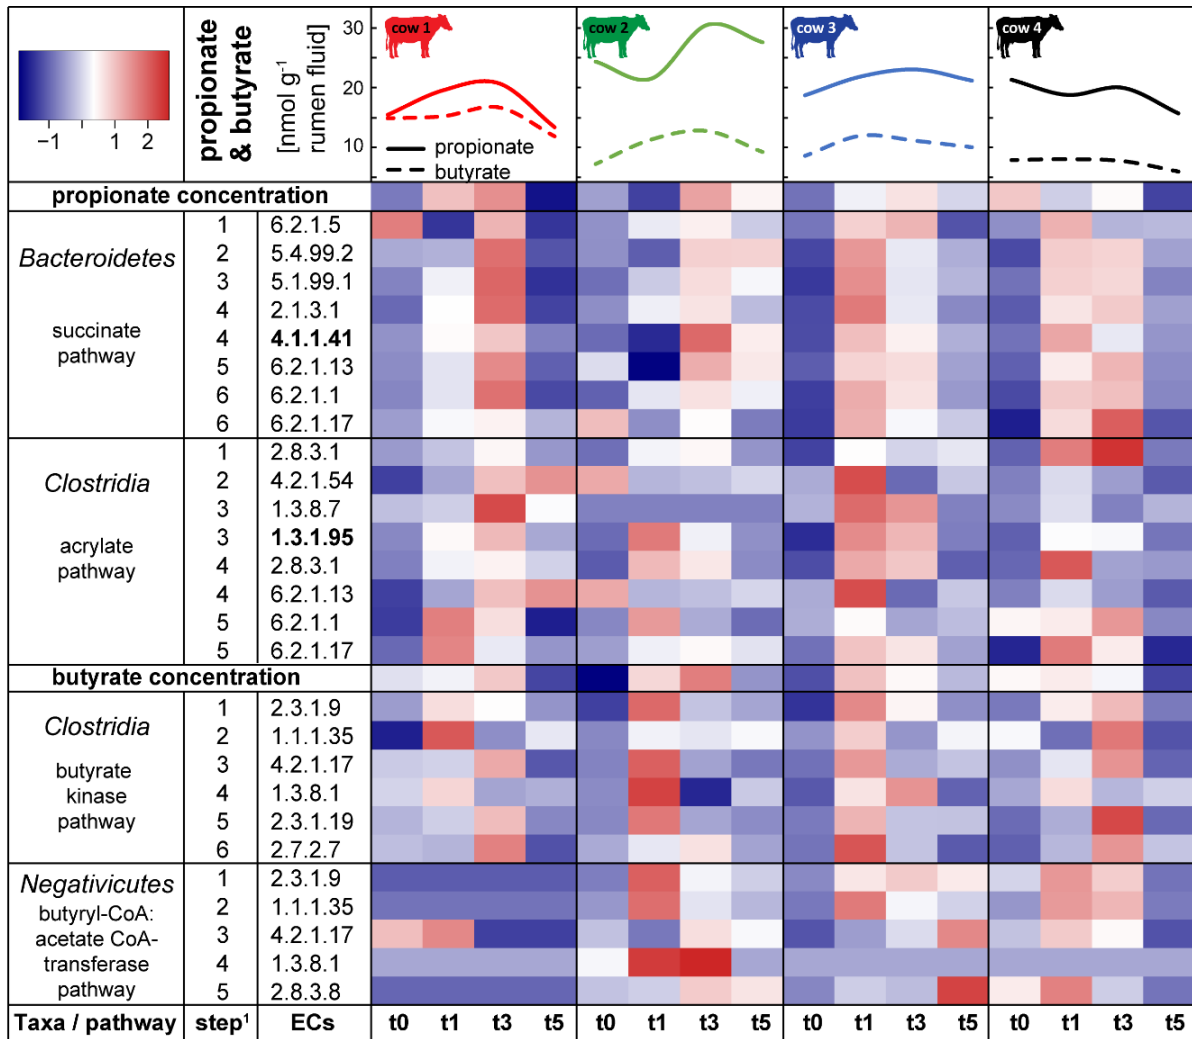 cow 1
cow 2
cow 3
cow 4
−1 1 2
propionate & butyrate
[nmol g⁻¹ rumen fluid]
30
20
10
propionate
butyrate
propionate concentration
Bacteroidetes
succinate pathway
1 6.2.1.5
2 5.4.99.2
3 5.1.99.1
4 2.1.3.1
4 4.1.1.41
5 6.2.1.13
6 6.2.1.1
6 6.2.1.17
Clostridia
acrylate pathway
1 2.8.3.1
2 4.2.1.54
3 1.3.8.7
3 1.3.1.95
4 2.8.3.1
4 6.2.1.13
5 6.2.1.1
5 6.2.1.17
butyrate concentration
Clostridia
butyrate kinase pathway
1 2.3.1.9
2 1.1.1.35
3 4.2.1.17
4 1.3.8.1
5 2.3.1.19
6 2.7.2.7
Negativicutes
butyryl-CoA: acetate CoA-transferase pathway
1 2.3.1.9
2 1.1.1.35
3 4.2.1.17
4 1.3.8.1
5 2.8.3.8
Taxa / pathway step¹ ECs t0 t1 t3 t5 t0 t1 t3 t5 t0 t1 t3 t5 t0 t1 t3 t5